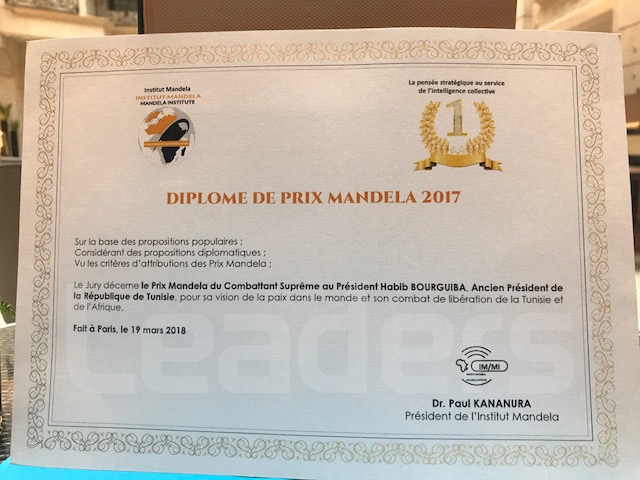 Institut Mandela
INSTITUT MANDELA
MANDELA INSTITUTE
La pensée stratégique au service
de l'intelligence collective
1
DIPLOME DE PRIX MANDELA 2017
Sur la base des propositions populaires ;
Considérant des propositions diplomatiques ;
Vu les critères d'attributions des Prix Mandela ;
Le Jury décerne le Prix Mandela du Combattant Suprême au Président Habib BOURGUIBA, Ancien Président de
la République de Tunisie, pour sa vision de la paix dans le monde et son combat de libération de la Tunisie et
de l'Afrique.
Fait à Paris, le 19 mars 2018
Leaders
IM/MI
Dr. Paul KANANURA
Président de l'Institut Mandela